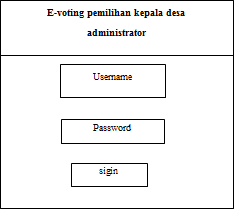 E-voting pemilihan kepala desa
administrator
Username
Password
sigin